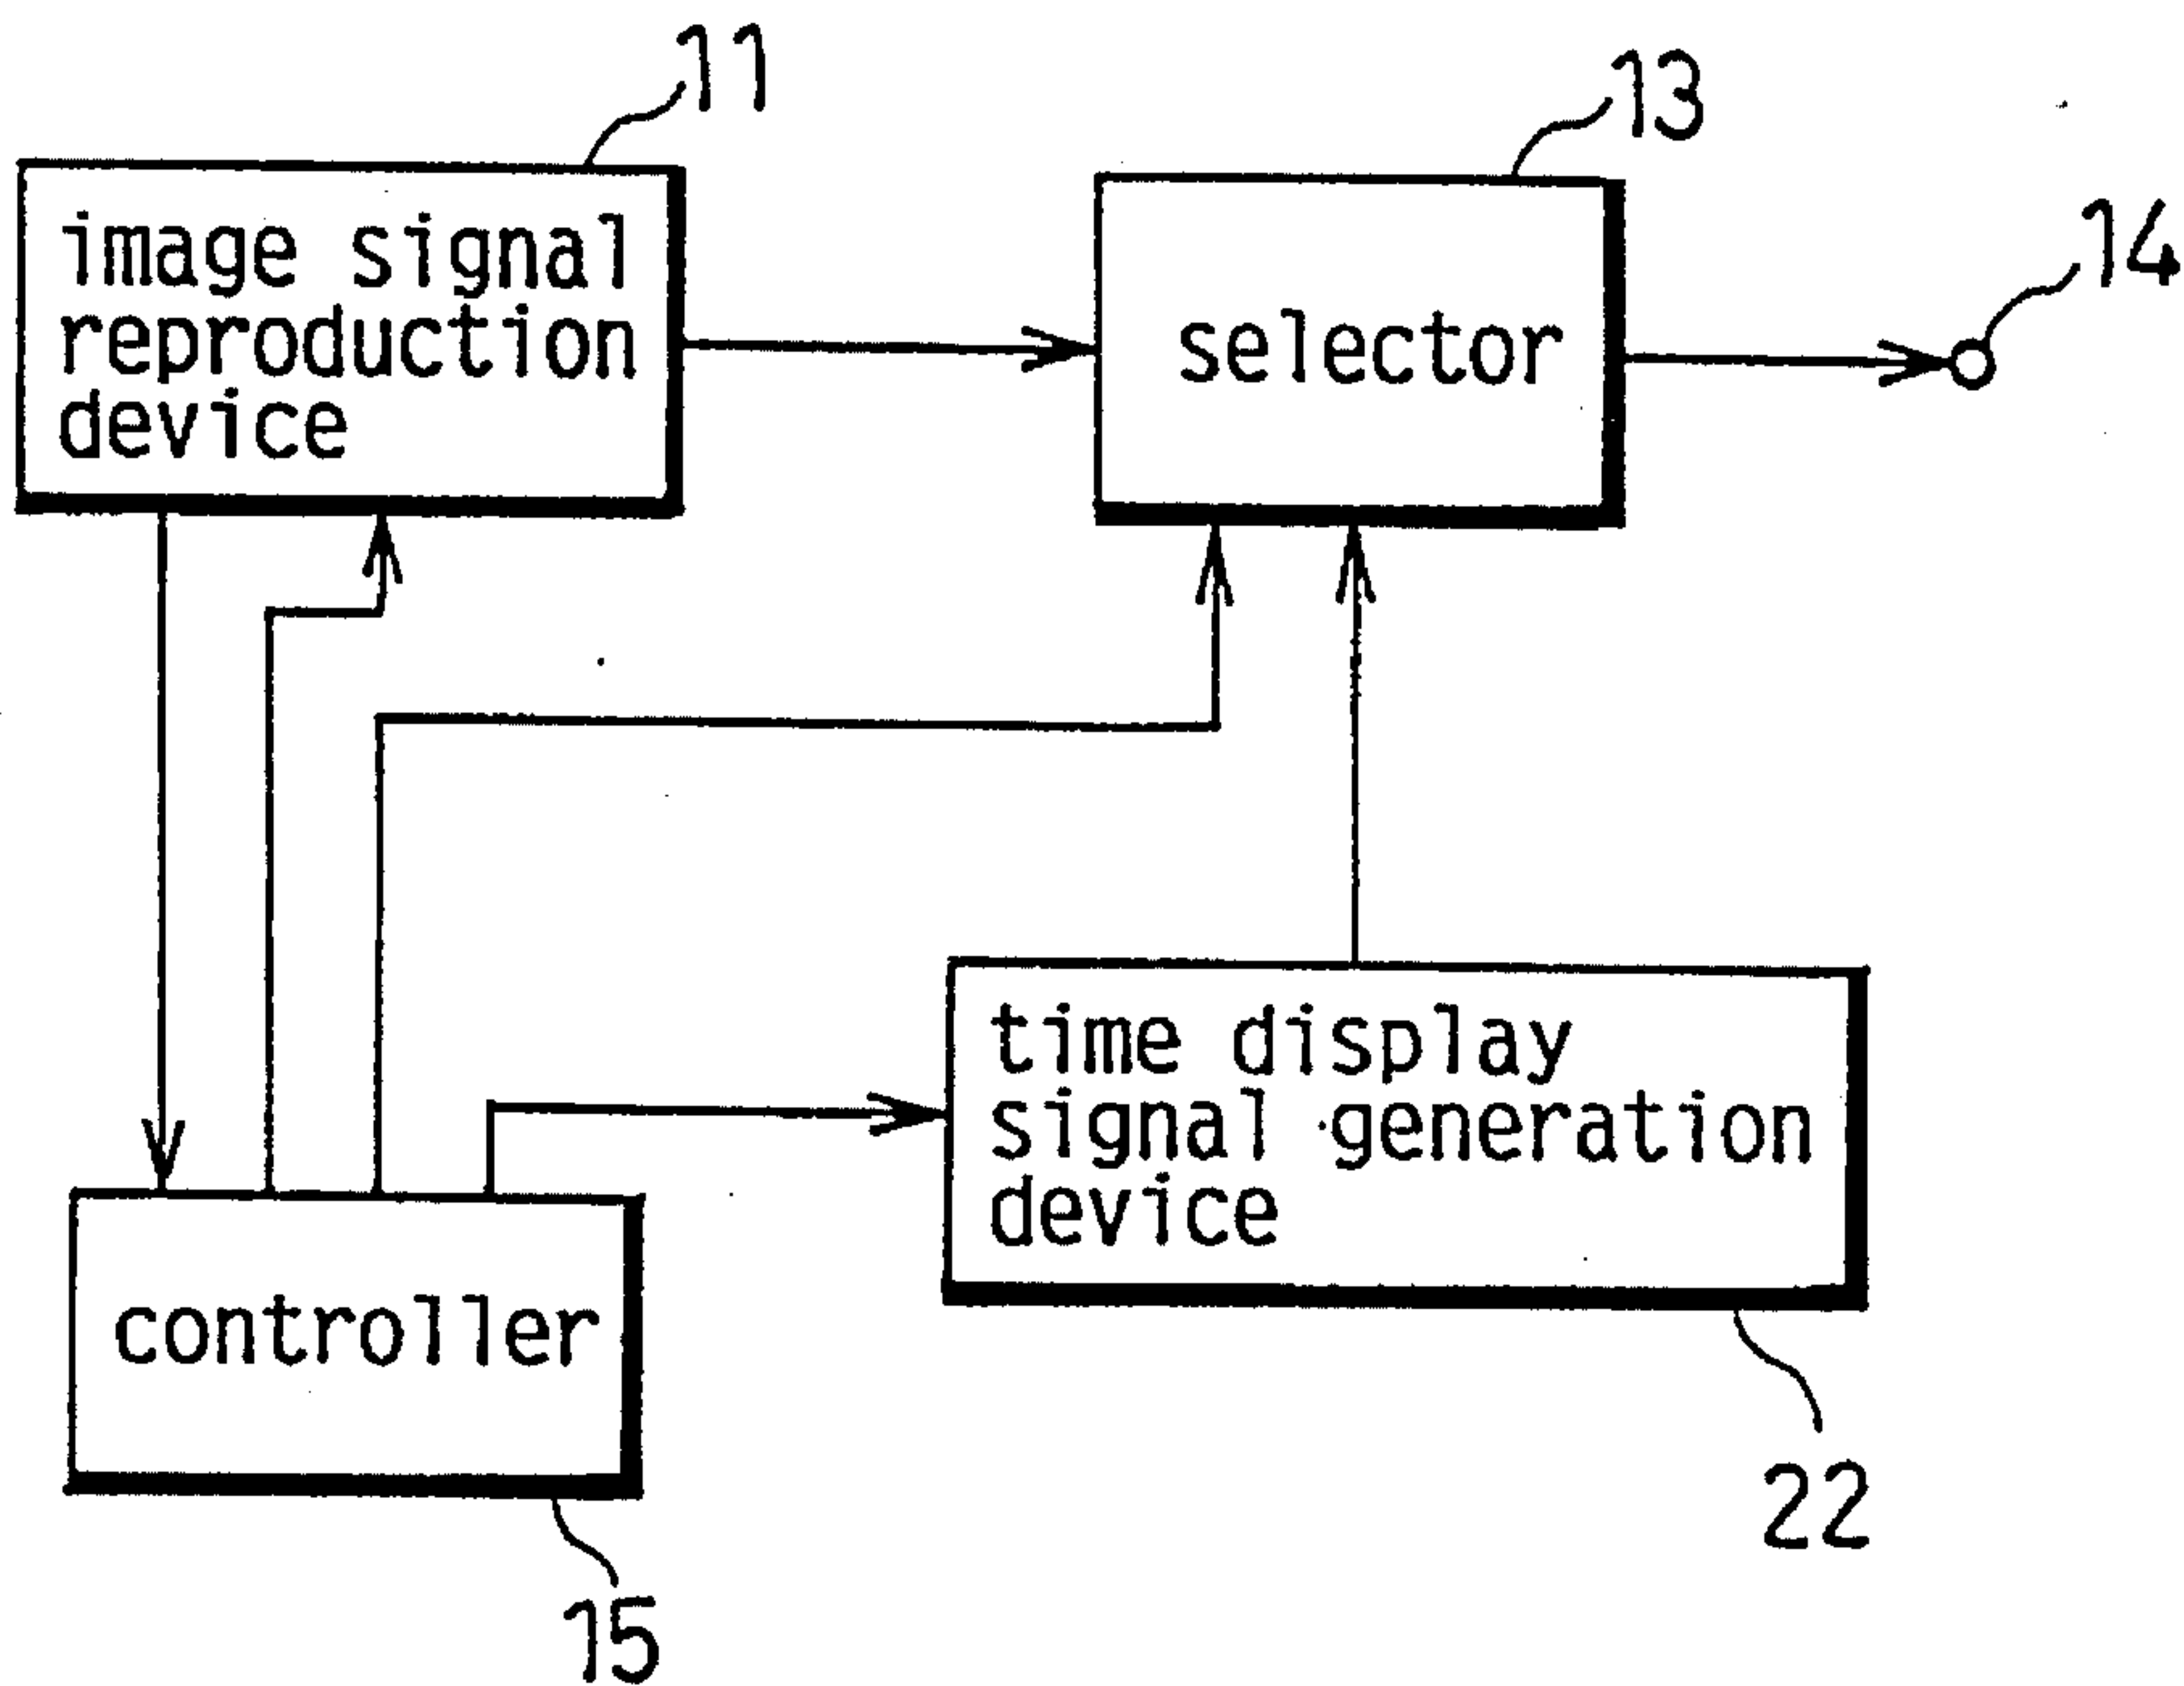 11
13
14
image signal
reproduction
device
selector
time display
signal generation
device
controller
22
15